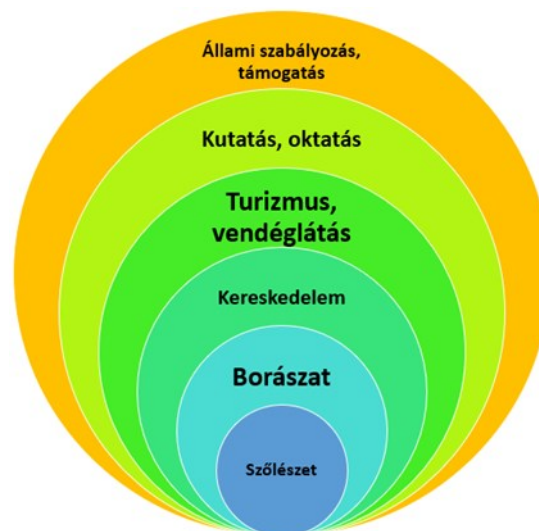 Állami szabályozás,
támogatás
Kutatás, oktatás
Turizmus,
vendéglátás
Kereskedelem
Borászat
Szőlészet